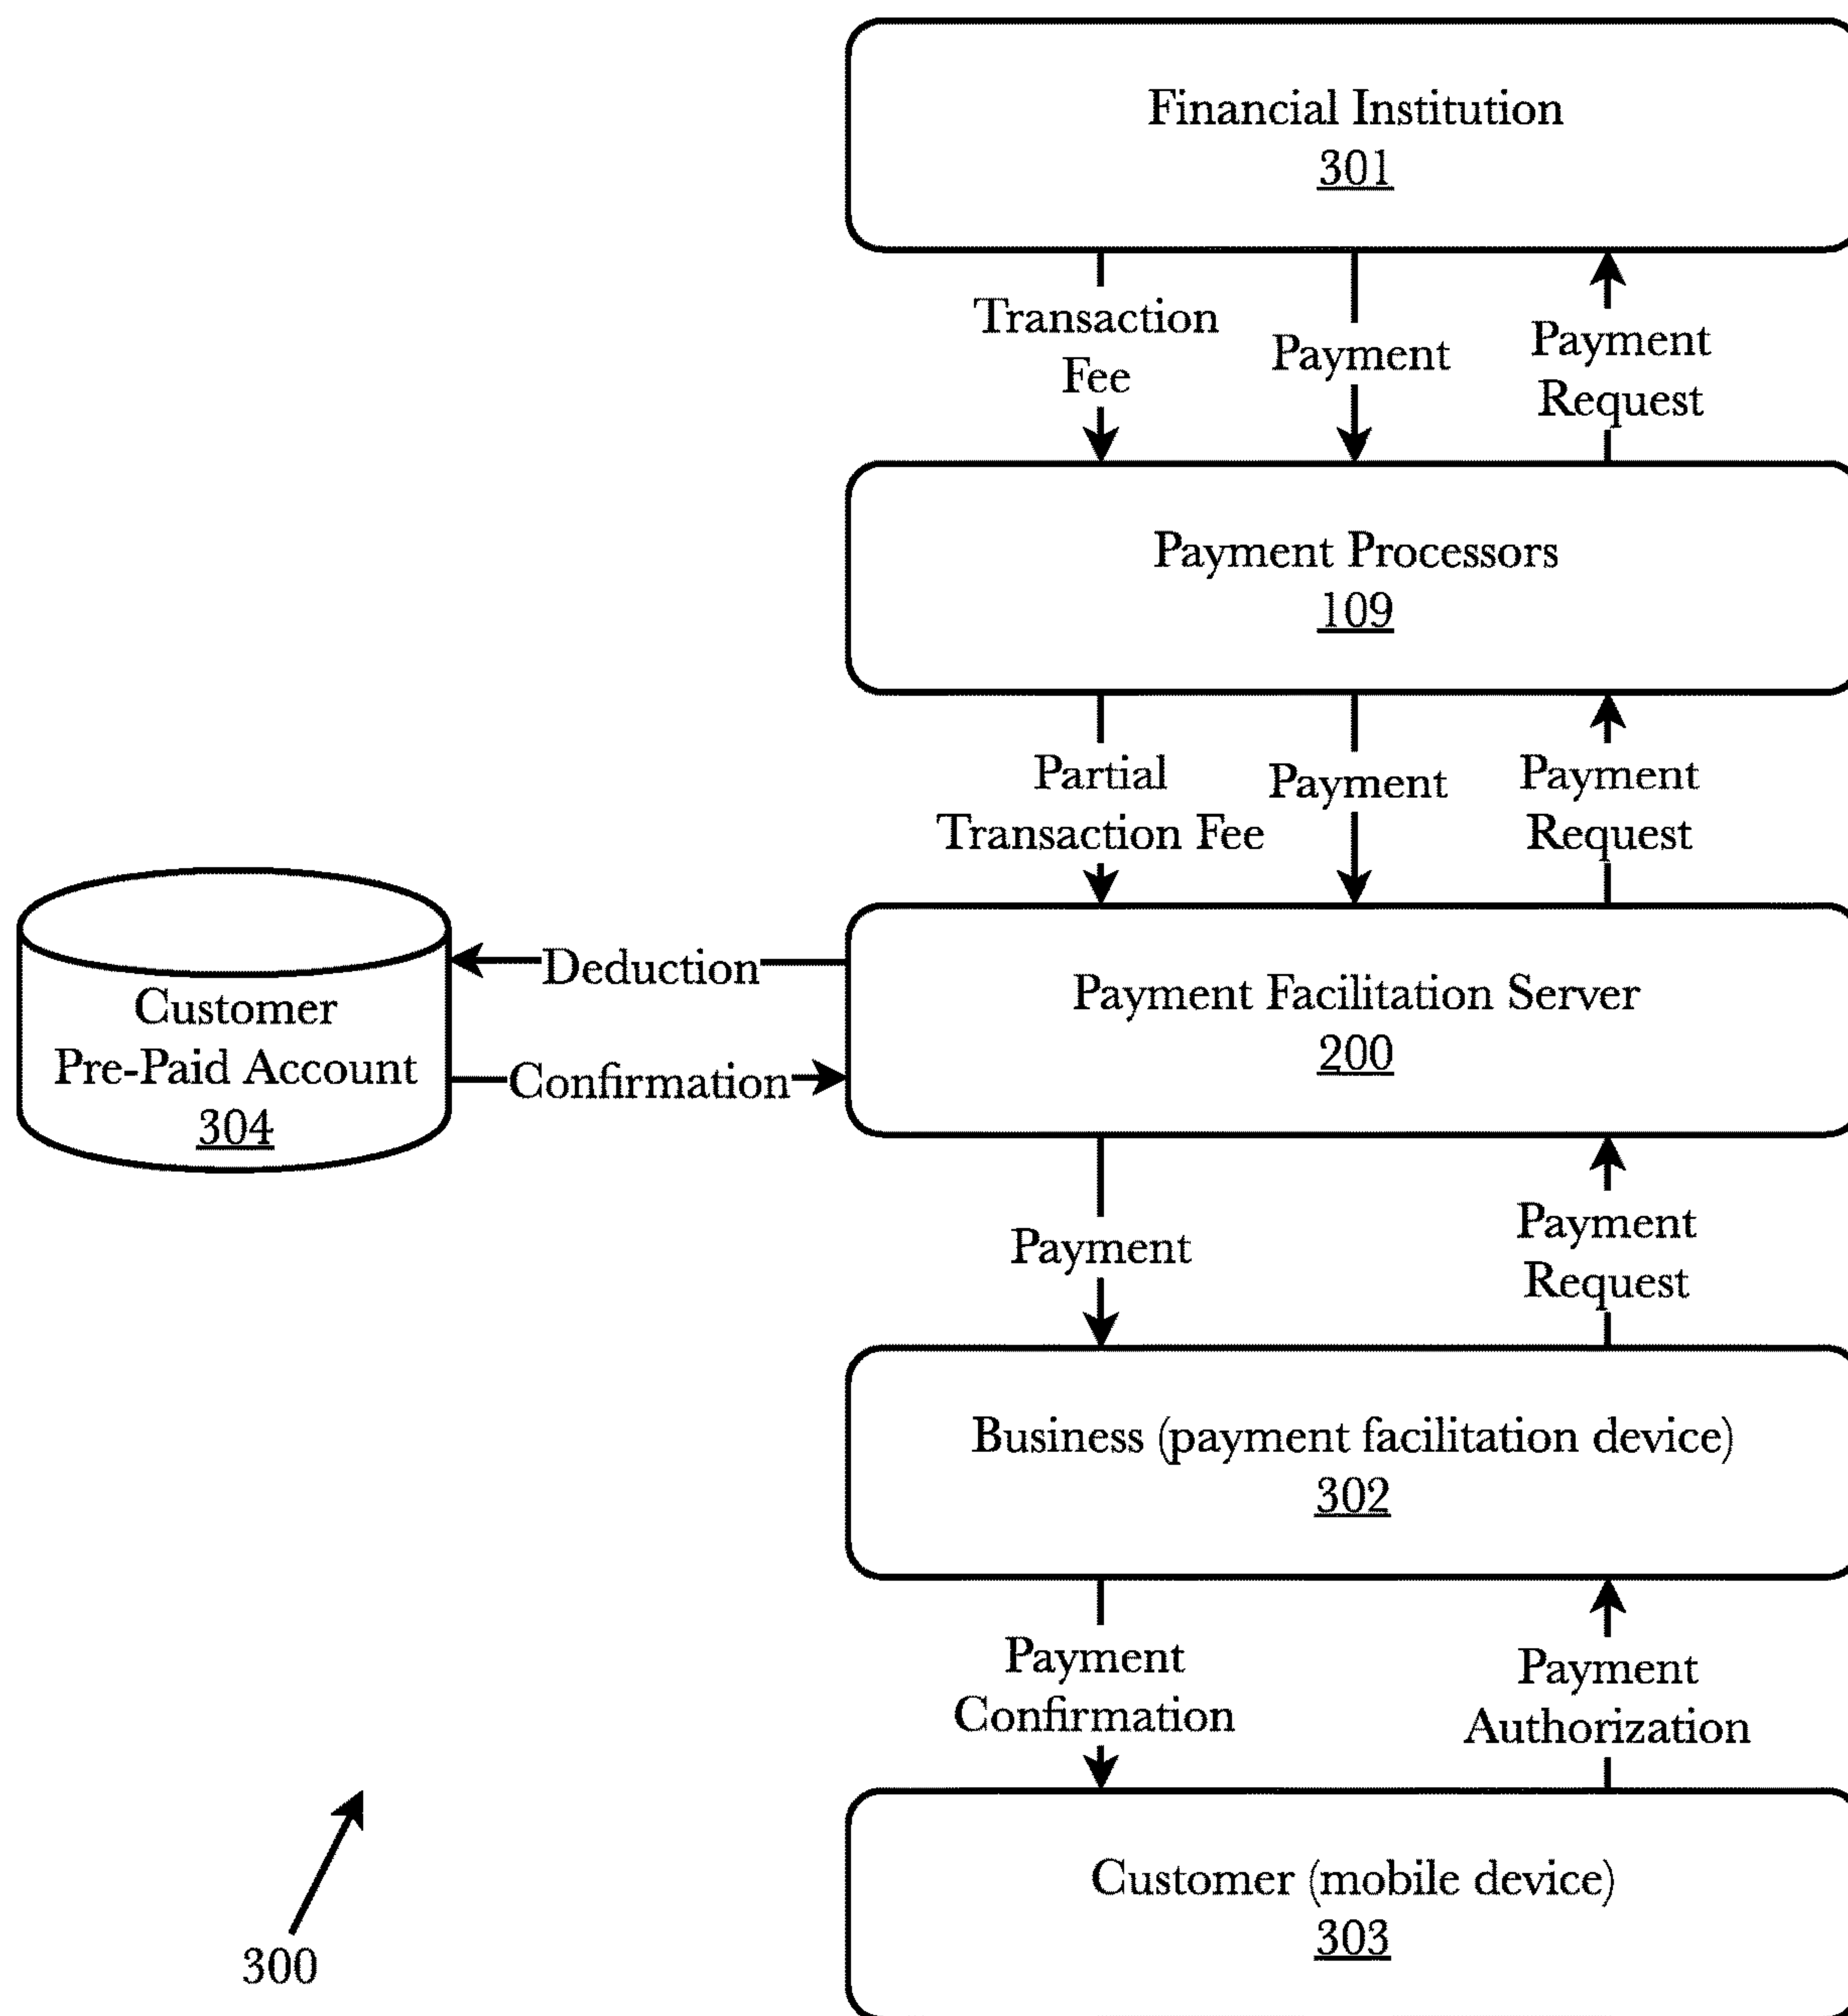 Financial Institution
301
Transaction
Fee
Payment
Payment
Request
Payment Processors
109
Partial
Transaction Fee
Payment
Payment
Request
Customer
Pre-Paid Account
304
Deduction
Confirmation
Payment Facilitation Server
200
Payment
Payment
Request
Business (payment facilitation device)
302
Payment
Confirmation
Payment
Authorization
Customer (mobile device)
303
300